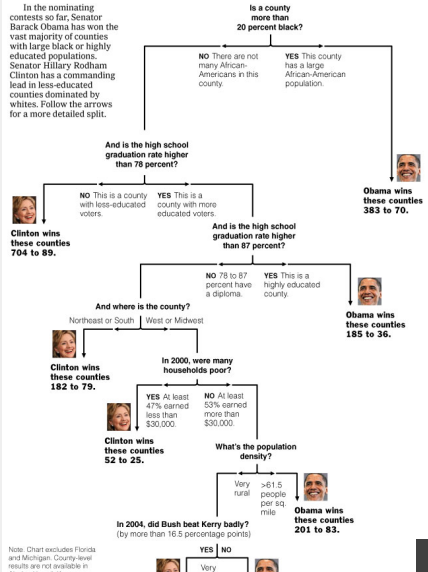 In the nominating
contests so far, Senator
Barack Obama has won the
vast majority of counties
with large black or highly
educated populations.
Senator Hillary Rodham
Clinton has a commanding
lead in less-educated
counties dominated by
whites. Follow the arrows
for a more detailed split.
Is a county
more than
20 percent black?
NO There are not
many African-
Americans in this
county.
YES This county
has a large
African-American
population.
And is the high school
graduation rate higher
than 78 percent?
Obama wins
these counties
383 to 70.
NO This is a county
with less-educated
voters.
YES This is a
county with more
educated voters.
Clinton wins
these counties
704 to 89.
And is the high school
graduation rate higher
than 87 percent?
NO 78 to 87
percent have
a diploma.
YES This is a
highly educated
county.
Obama wins
these counties
185 to 36.
And where is the county?
Northeast or South
West or Midwest
Clinton wins
these counties
182 to 79.
In 2000, were many
households poor?
YES At least
47% earned
less than
$30,000.
NO At least
53% earned
more than
$30,000.
Clinton wins
these counties
52 to 25.
What's the population
density?
Very
rural
>61.5
people
per sq.
mile
Obama wins
these counties
201 to 83.
In 2004, did Bush beat Kerry badly?
(by more than 16.5 percentage points)
YES NO
Very
Note: Chart excludes Florida
and Michigan. County-level
results are not available in